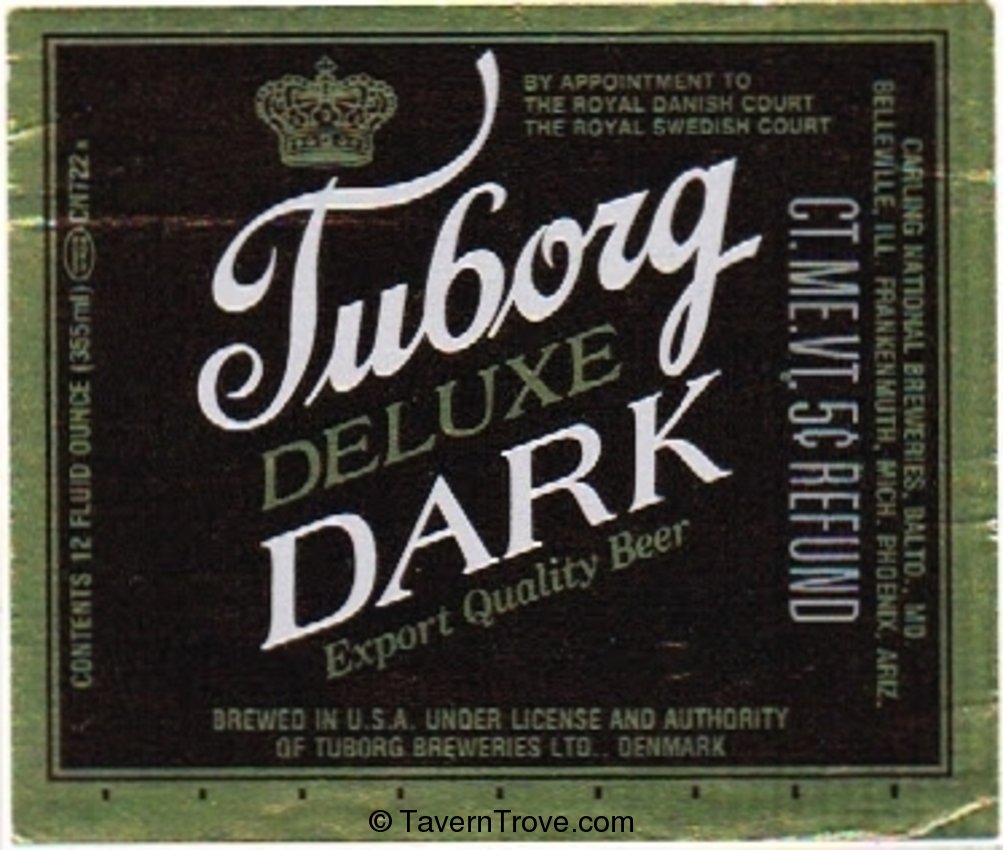 BY APPOINTMENT TO
THE ROYAL DANISH COURT
THE ROYAL SWEDISH COURT
Tuborg
DELUXE
DARK
Export Quality Beer
BREWED IN U.S.A. UNDER LICENSE AND AUTHORITY
OF TUBORG BREWERIES LTD., DENMARK
CONTENTS 12 FLUID OUNCE (355ml) CN722
CARLING NATIONAL BREWERIES, BALTO., MD.
BELLEVILLE, ILL. FRANKENMUTH, MICH. PHOENIX, ARIZ.
CT. ME. VT. 5¢ REFUND
© TavernTrove.com